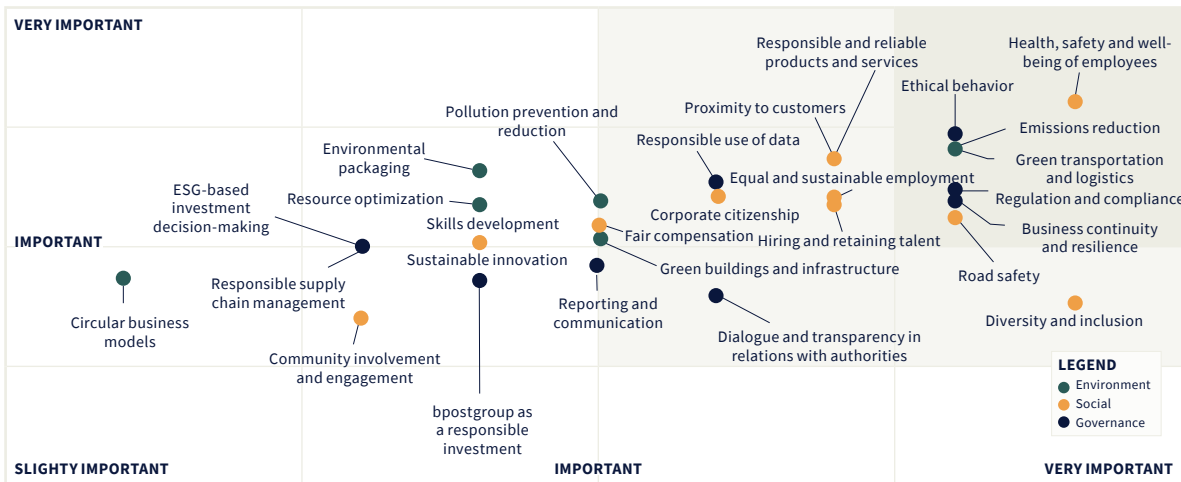 VERY IMPORTANT
Responsible and reliable
products and services
Health, safety and well-
being of employees
Ethical behavior
Pollution prevention and
reduction
Proximity to customers
Emissions reduction
Responsible use of data
Environmental
packaging
Green transportation
and logistics
Equal and sustainable employment
ESG-based
investment
decision-making
Resource optimization
Regulation and compliance
Skills development
Corporate citizenship
Fair compensation
Hiring and retaining talent
Business continuity
and resilience
IMPORTANT
Sustainable innovation
Green buildings and infrastructure
Road safety
Responsible supply
chain management
Reporting and
communication
Circular business
models
Diversity and inclusion
Dialogue and transparency in
relations with authorities
Community involvement
and engagement
LEGEND
Environment
Social
Governance
bpostgroup as
a responsible
investment
SLIGHTY IMPORTANT
IMPORTANT
VERY IMPORTANT